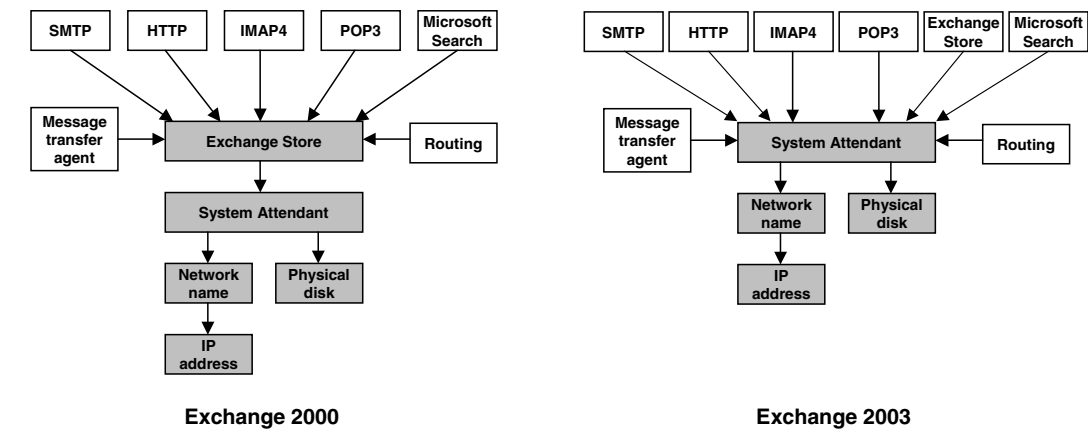 SMTP
HTTP
IMAP4
POP3
Microsoft
Search
Message
transfer
agent
Exchange Store
Routing
System Attendant
Network
name
Physical
disk
IP
address
Exchange 2000
SMTP
HTTP
IMAP4
POP3
Exchange
Store
Microsoft
Search
Message
transfer
agent
System Attendant
Routing
Network
name
Physical
disk
IP
address
Exchange 2003